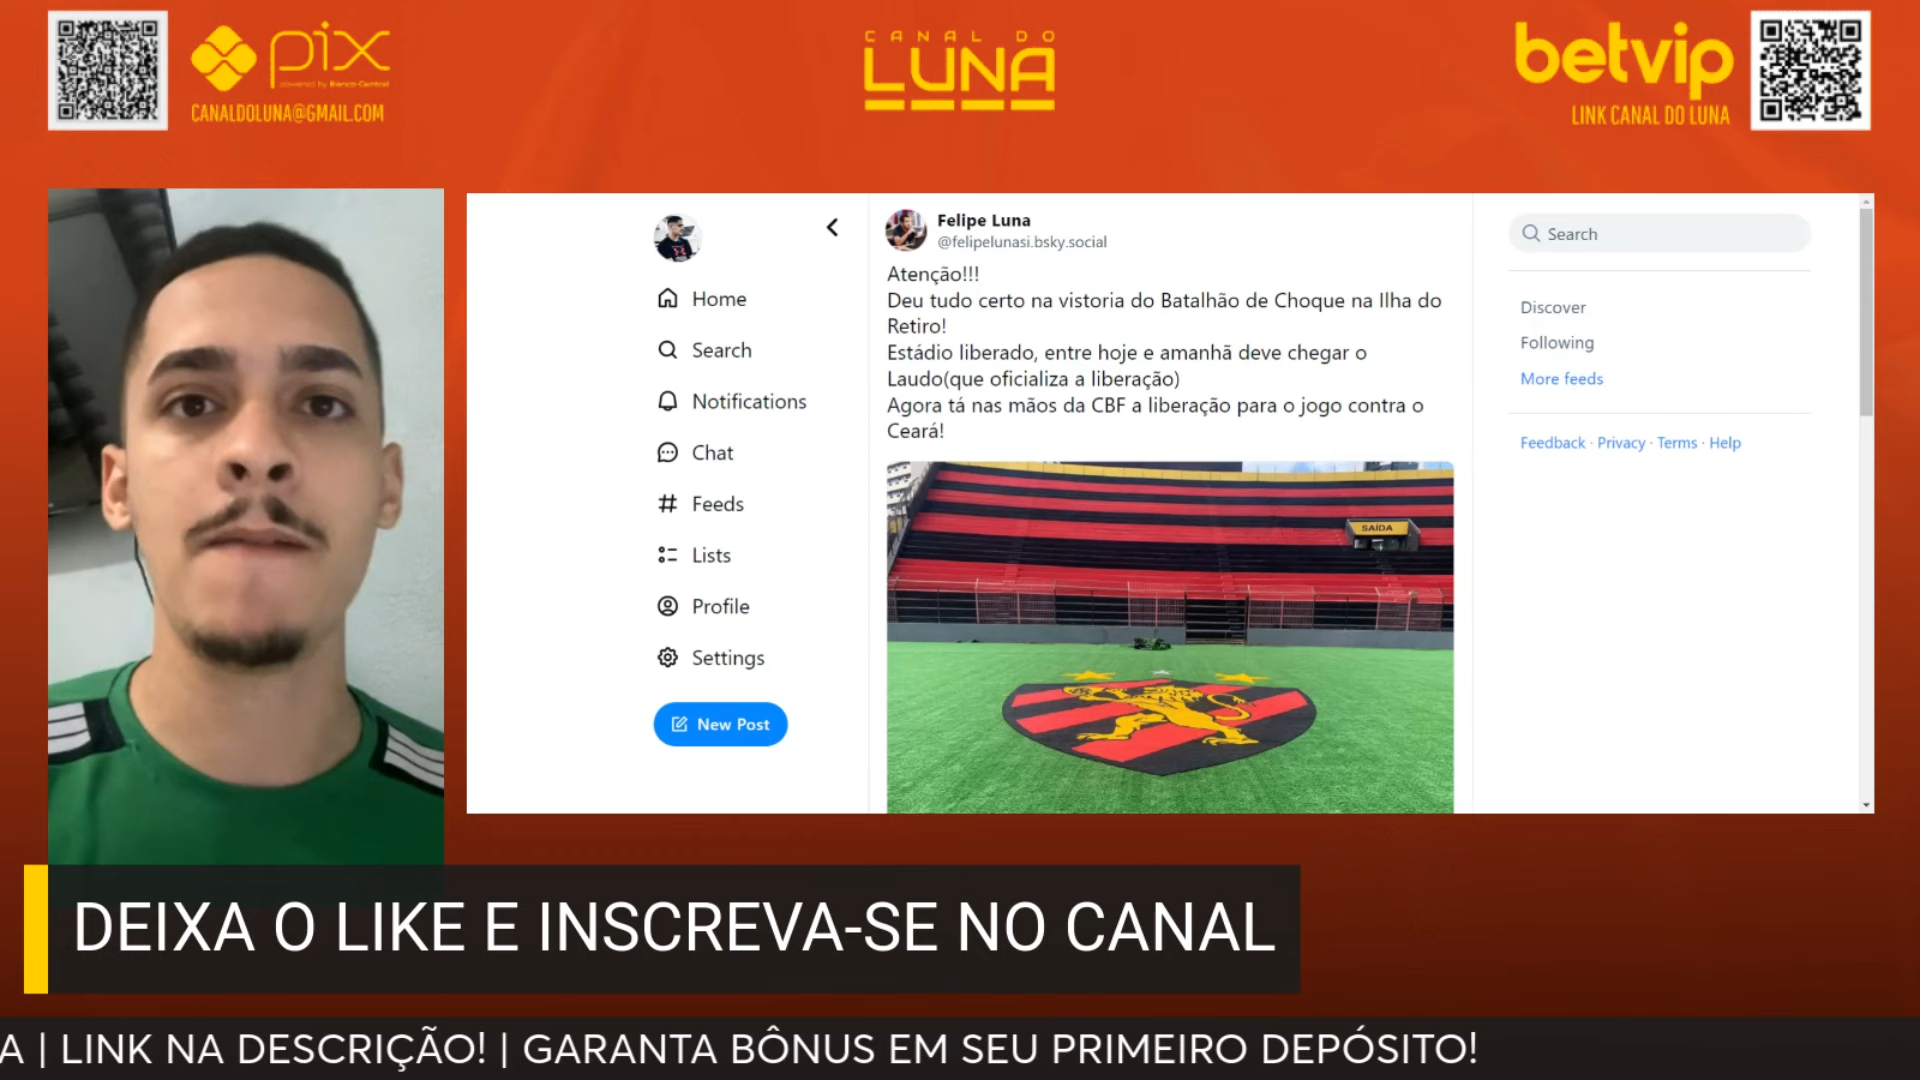 pix
powered by Banco Central
CANALDOLUNA@GMAIL.COM
CANAL DO
LUNA
betvip
LINK CANAL DO LUNA
Home
Search
Notifications
Chat
Feeds
Lists
Profile
Settings
New Post
Felipe Luna
@felipelunasi.bsky.social
Atenção!!!
Deu tudo certo na vistoria do Batalhão de Choque na Ilha do
Retiro!
Estádio liberado, entre hoje e amanhã deve chegar o
Laudo(que oficializa a liberação)
Agora tá nas mãos da CBF a liberação para o jogo contra o
Ceará!
SAIDA
Search
Discover
Following
More feeds
Feedback · Privacy · Terms · Help
DEIXA O LIKE E INSCREVA-SE NO CANAL
A | LINK NA DESCRIÇÃO! | GARANTA BÔNUS EM SEU PRIMEIRO DEPÓSITO!